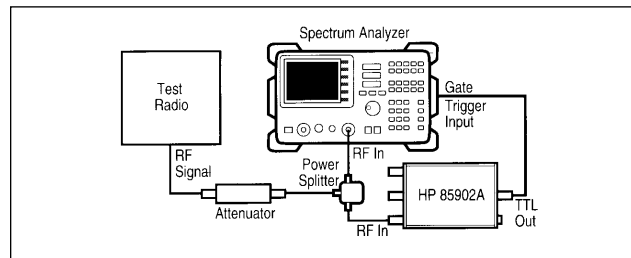 Spectrum Analyzer
Test
Radio
Gate
Trigger
Input
RF
Signal
RF In
Power
Splitter
HP 85902A
TTL
Out
Attenuator
RF In